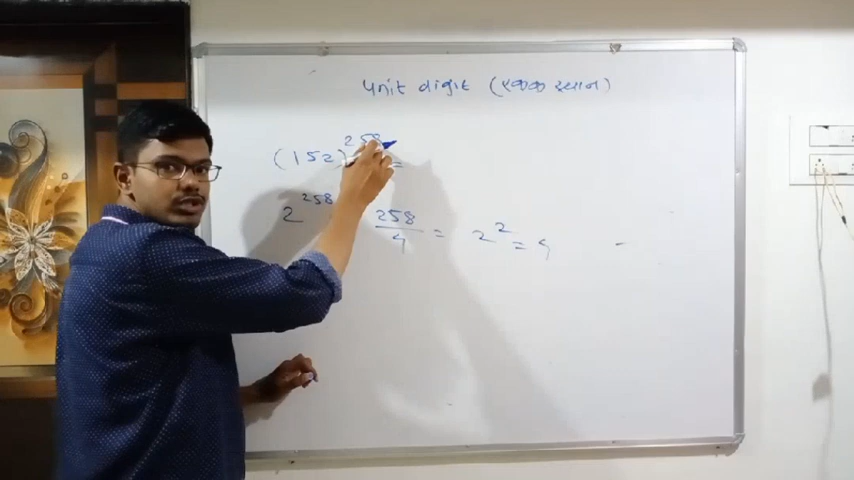 Unit digit (एकक स्थान)
(152)^258 =
2^258 258/4 = 2^2 = 4